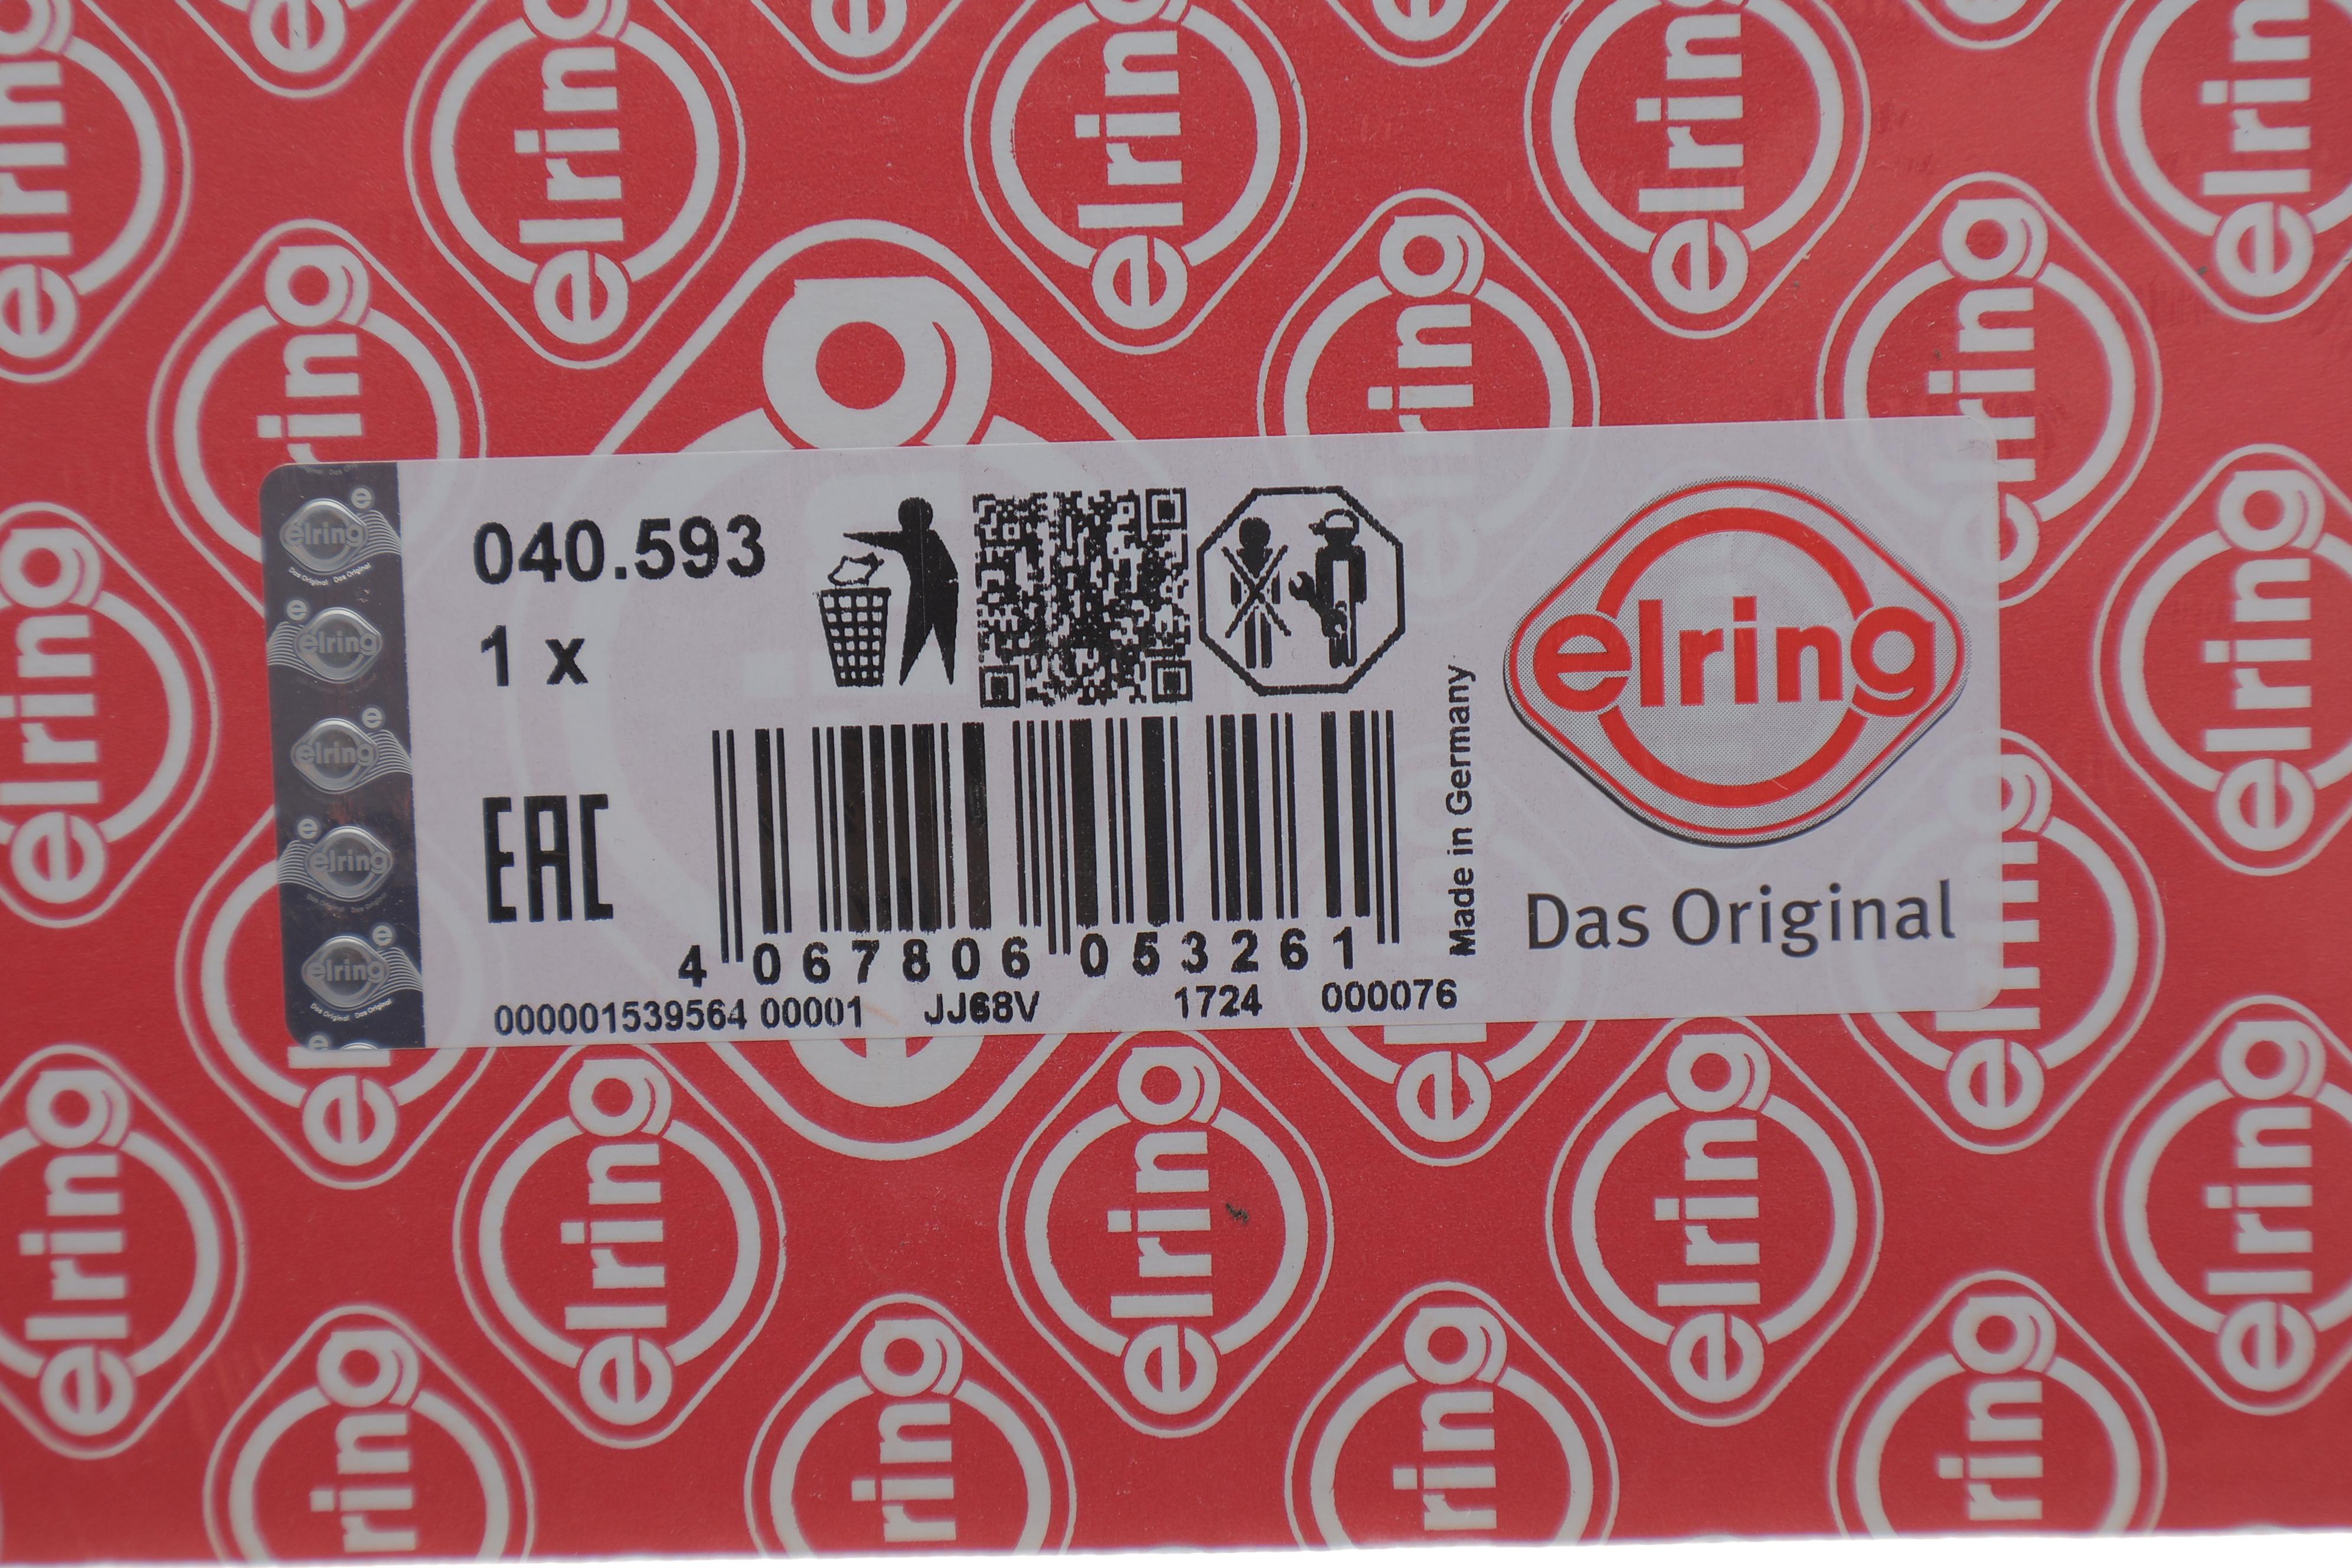 040.593
1 x
EAC
4 067806 053261
000001539564 00001 JJ68V 1724 000076
Made in Germany
elring
Das Original